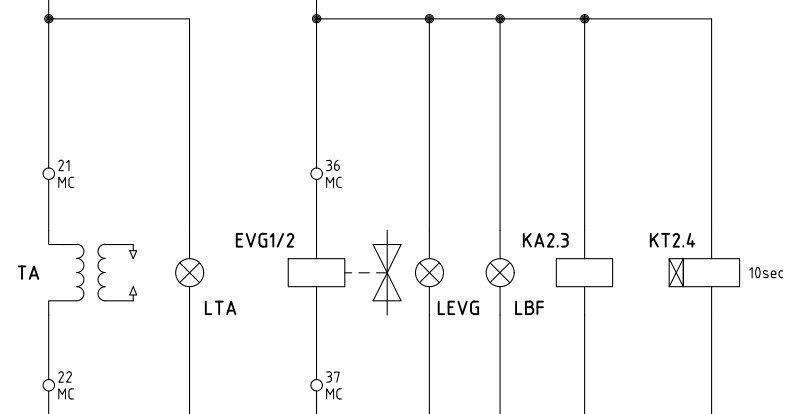 21
MC
36
MC
EVG1/2
KA2.3
KT2.4
TA
10sec
LTA
LEVG
LBF
22
MC
37
MC